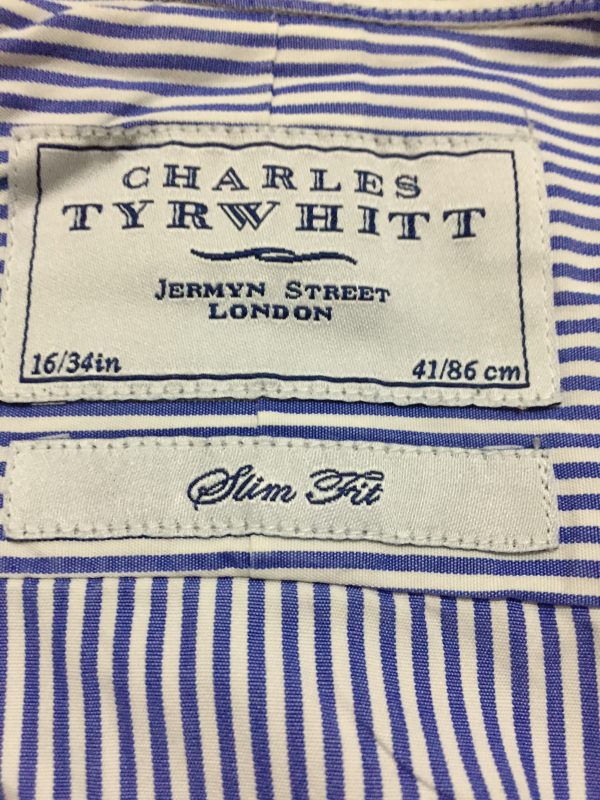 CHARLES
TYRWHITT
JERMYN STREET
LONDON
16/34in 41/86 cm
Slim Fit